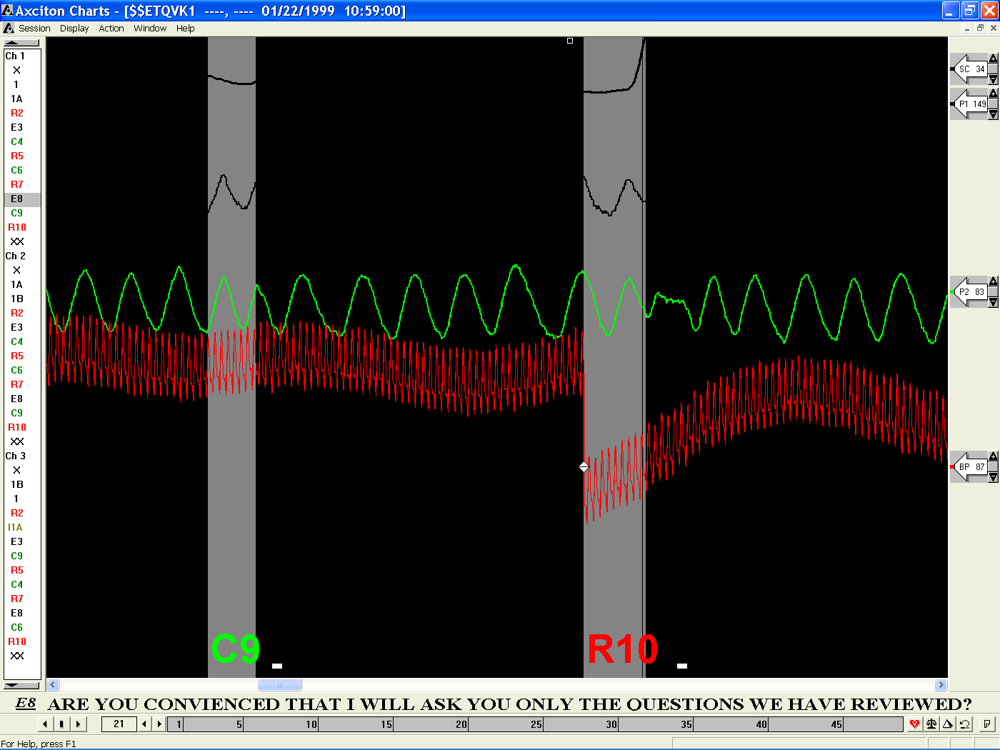 Axciton Charts - [$$ETQVK1 ----, ---- 01/22/1999 10:59:00]
Session Display Action Window Help
Ch 1
X
1
1A
R2
E3
C4
R5
C6
R7
E8
C9
R10
XX
Ch 2
X
1A
1B
R2
E3
C4
R5
C6
R7
E8
C9
R10
XX
Ch 3
X
1B
1
R2
I1A
E3
C9
R5
C4
R7
E8
C6
R10
XX
C9
R10
SC 34
P1 149
P2 83
BP 87
E8 ARE YOU CONVIENCED THAT I WILL ASK YOU ONLY THE QUESTIONS WE HAVE REVIEWED?
21 1 5 10 15 20 25 30 35 40 45
For Help, press F1